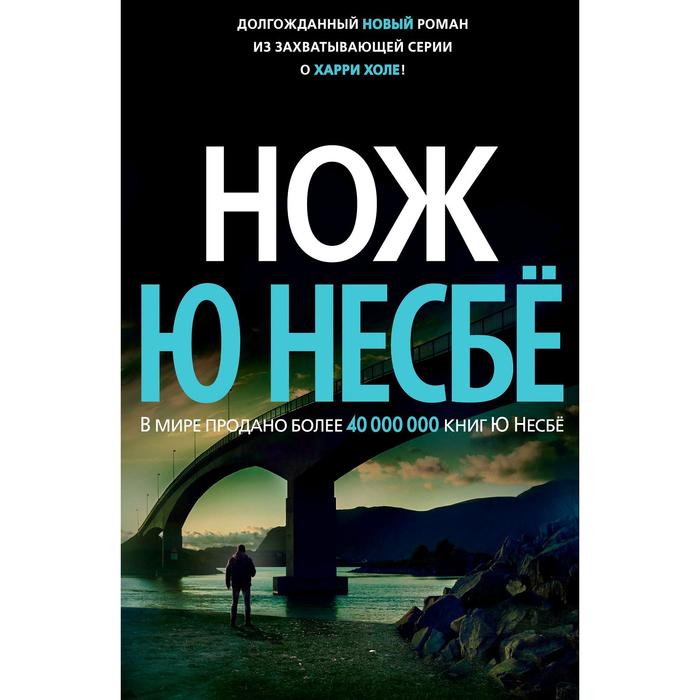 ДОЛГОЖДАННЫЙ НОВЫЙ РОМАН
ИЗ ЗАХВАТЫВАЮЩЕЙ СЕРИИ
О ХАРРИ ХОЛЕ!
НОЖ
Ю НЕСБЁ
В МИРЕ ПРОДАНО БОЛЕЕ 40 000 000 КНИГ Ю НЕСБЁ